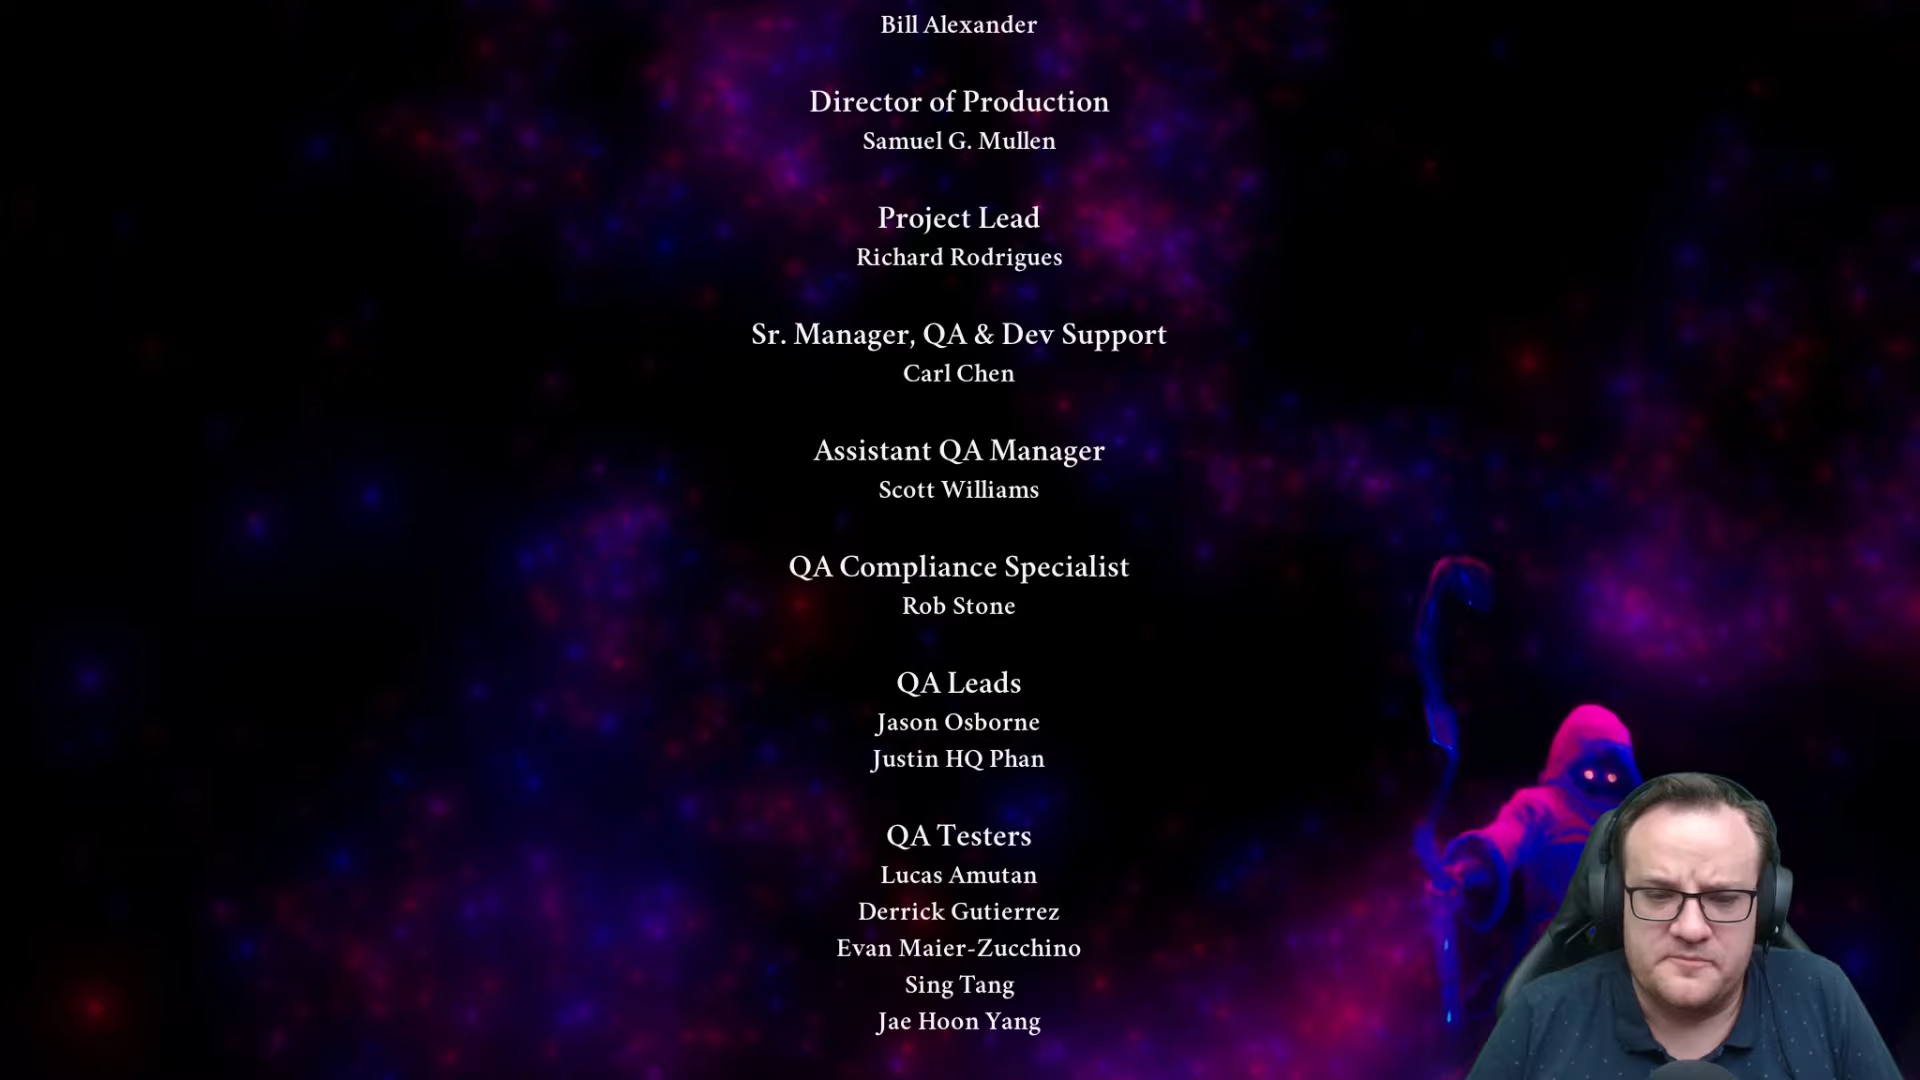 Bill Alexander
Director of Production
Samuel G. Mullen
Project Lead
Richard Rodrigues
Sr. Manager, QA & Dev Support
Carl Chen
Assistant QA Manager
Scott Williams
QA Compliance Specialist
Rob Stone
QA Leads
Jason Osborne
Justin HQ Phan
QA Testers
Lucas Amutan
Derrick Gutierrez
Evan Maier-Zucchino
Sing Tang
Jae Hoon Yang